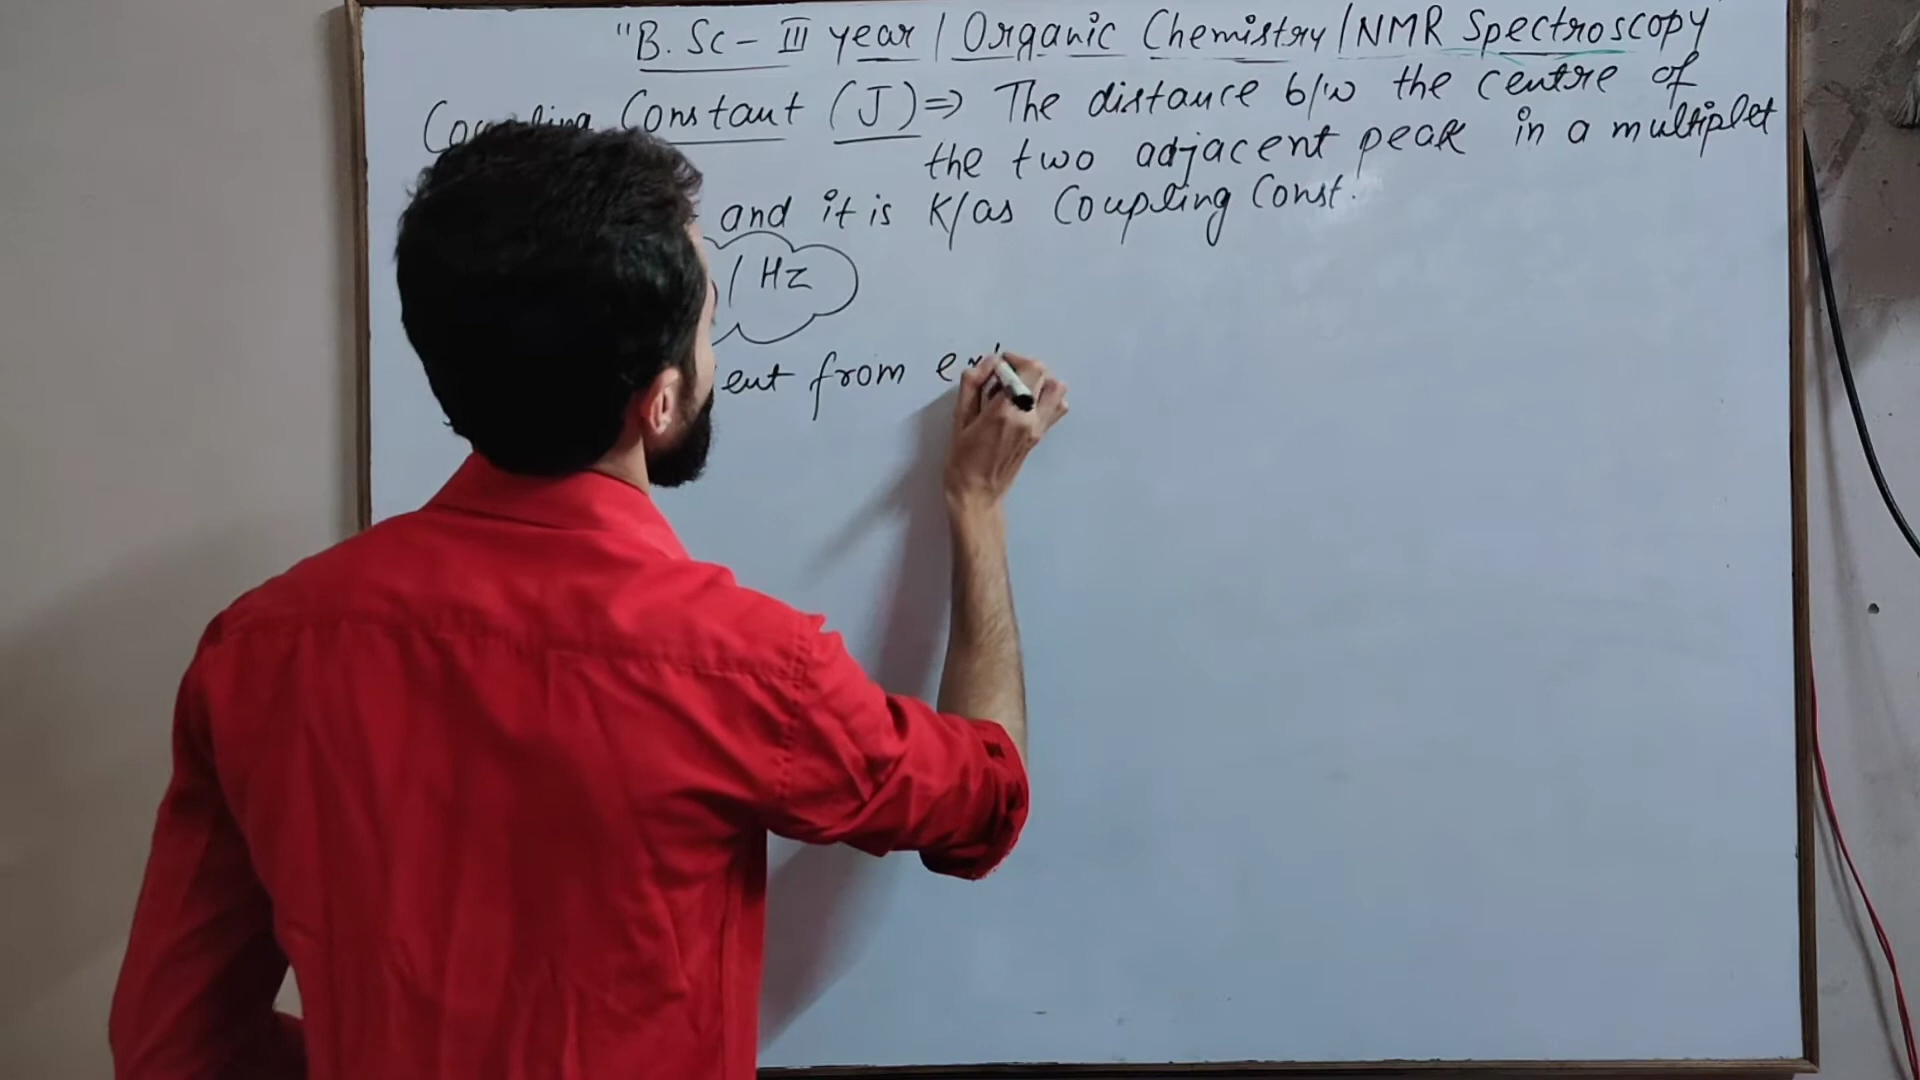 "B.Sc - III year / Organic Chemistry / NMR Spectroscopy"
Coupling Constant (J) ⇒ The distance b/w the centre of
the two adjacent peak in a multiplet
and it is K/as Coupling Const.
/ Hz
from